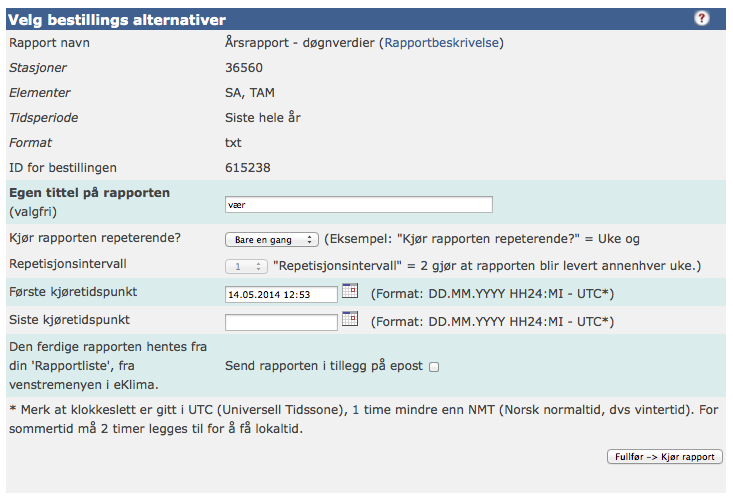 Velg bestillings alternativer ?
Rapport navn Årsrapport - døgnverdier (Rapportbeskrivelse)
Stasjoner 36560
Elementer SA, TAM
Tidsperiode Siste hele år
Format txt
ID for bestillingen 615238
Egen tittel på rapporten
(valgfri) vær
Kjør rapporten repeterende? Bare en gang (Eksempel: "Kjør rapporten repeterende?" = Uke og
Repetisjonsintervall 1 "Repetisjonsintervall" = 2 gjør at rapporten blir levert annenhver uke.)
Første kjøretidspunkt 14.05.2014 12:53 (Format: DD.MM.YYYY HH24:MI - UTC*)
Siste kjøretidspunkt (Format: DD.MM.YYYY HH24:MI - UTC*)
Den ferdige rapporten hentes fra
din 'Rapportliste', fra Send rapporten i tillegg på epost
venstremenyen i eKlima.
* Merk at klokkeslett er gitt i UTC (Universell Tidssone), 1 time mindre enn NMT (Norsk normaltid, dvs vintertid). For
sommertid må 2 timer legges til for å få lokaltid.
Fullfør -> Kjør rapport